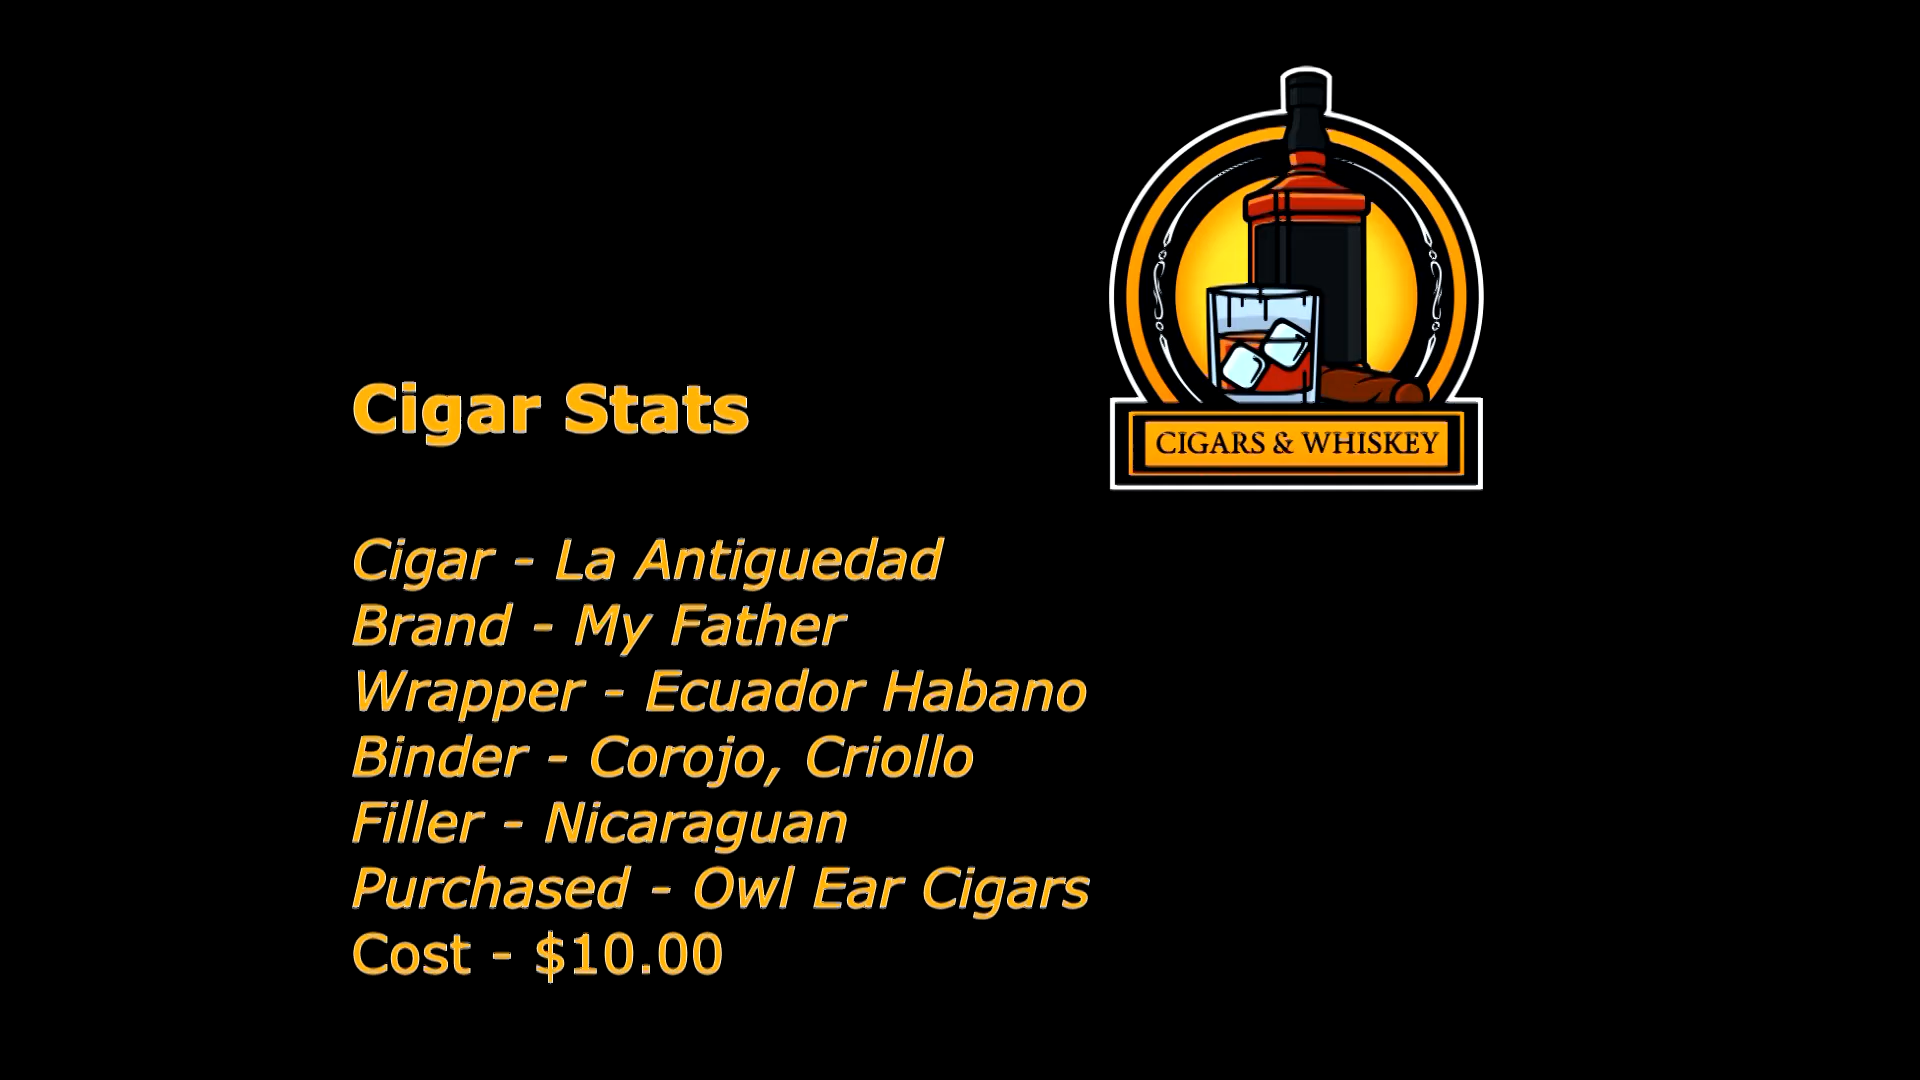 CIGARS & WHISKEY
Cigar Stats
Cigar - La Antiguedad
Brand - My Father
Wrapper - Ecuador Habano
Binder - Corojo, Criollo
Filler - Nicaraguan
Purchased - Owl Ear Cigars
Cost - $10.00